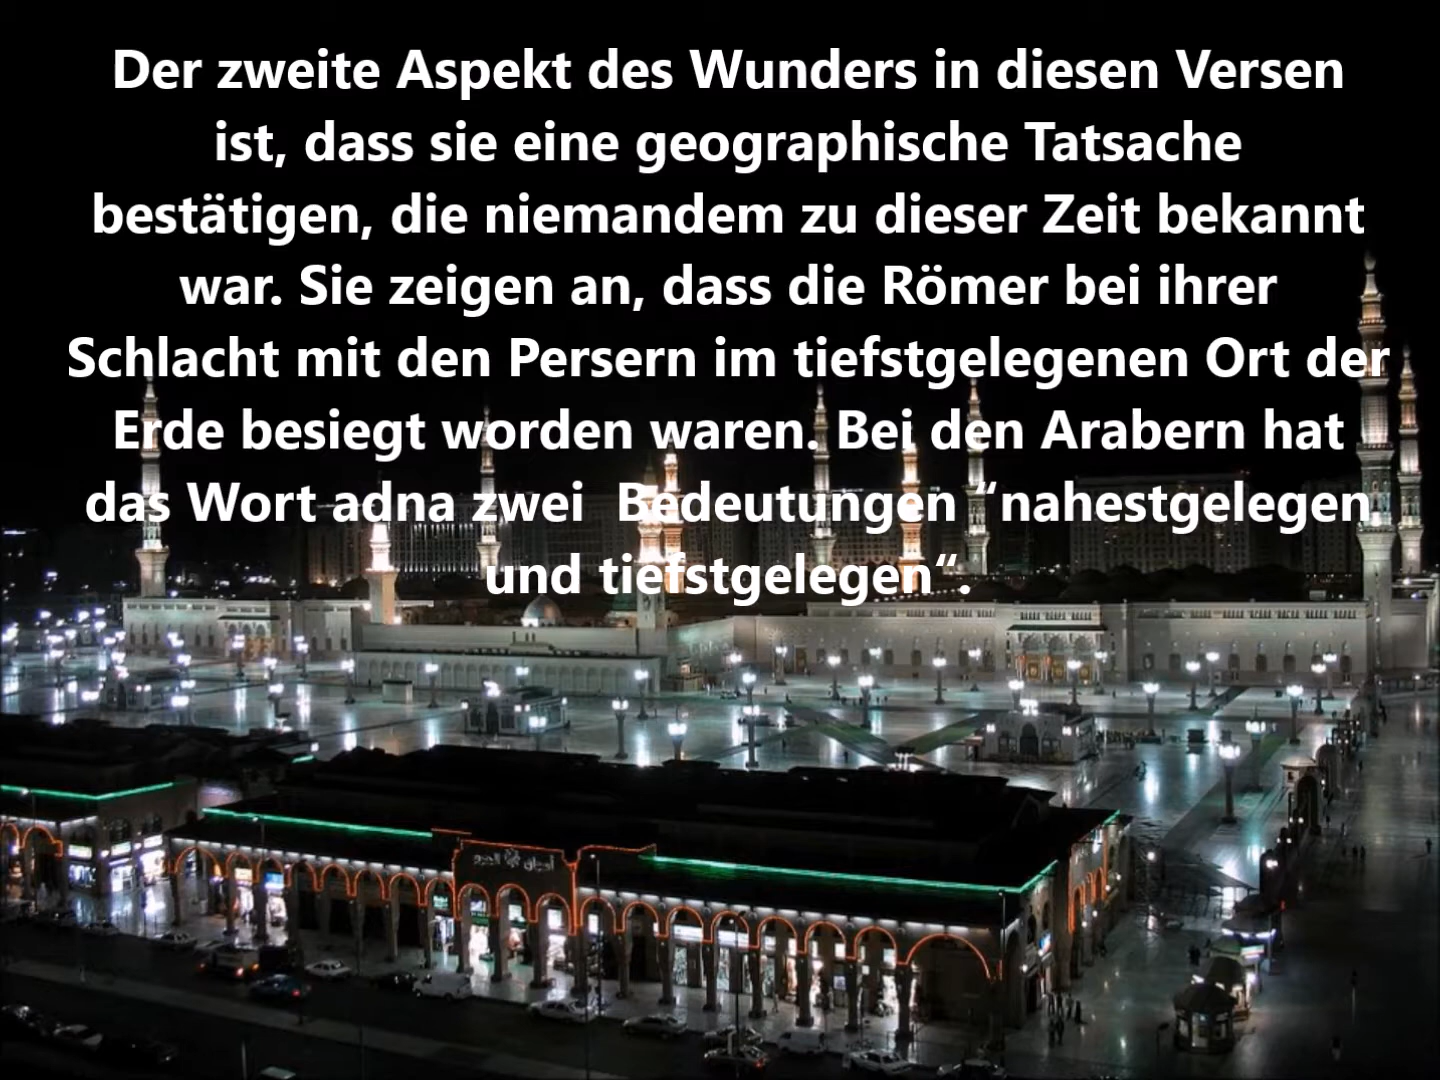 Der zweite Aspekt des Wunders in diesen Versen
ist, dass sie eine geographische Tatsache
bestätigen, die niemandem zu dieser Zeit bekannt
war. Sie zeigen an, dass die Römer bei ihrer
Schlacht mit den Persern im tiefstgelegenen Ort der
Erde besiegt worden waren. Bei den Arabern hat
das Wort adna zwei  Bedeutungen “nahestgelegen,
und tiefstgelegen“.